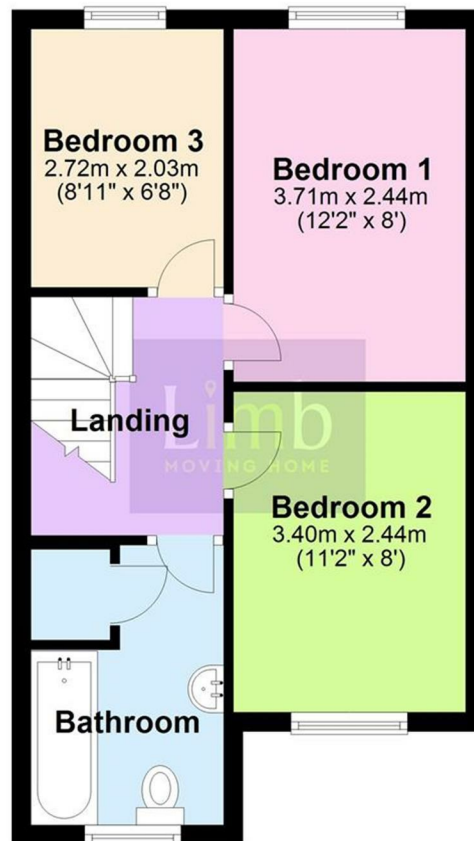 Bedroom 3
2.72m x 2.03m
(8'11" x 6'8")
Bedroom 1
3.71m x 2.44m
(12'2" x 8')
Landing
Limb
MOVING HOME
Bedroom 2
3.40m x 2.44m
(11'2" x 8')
Bathroom